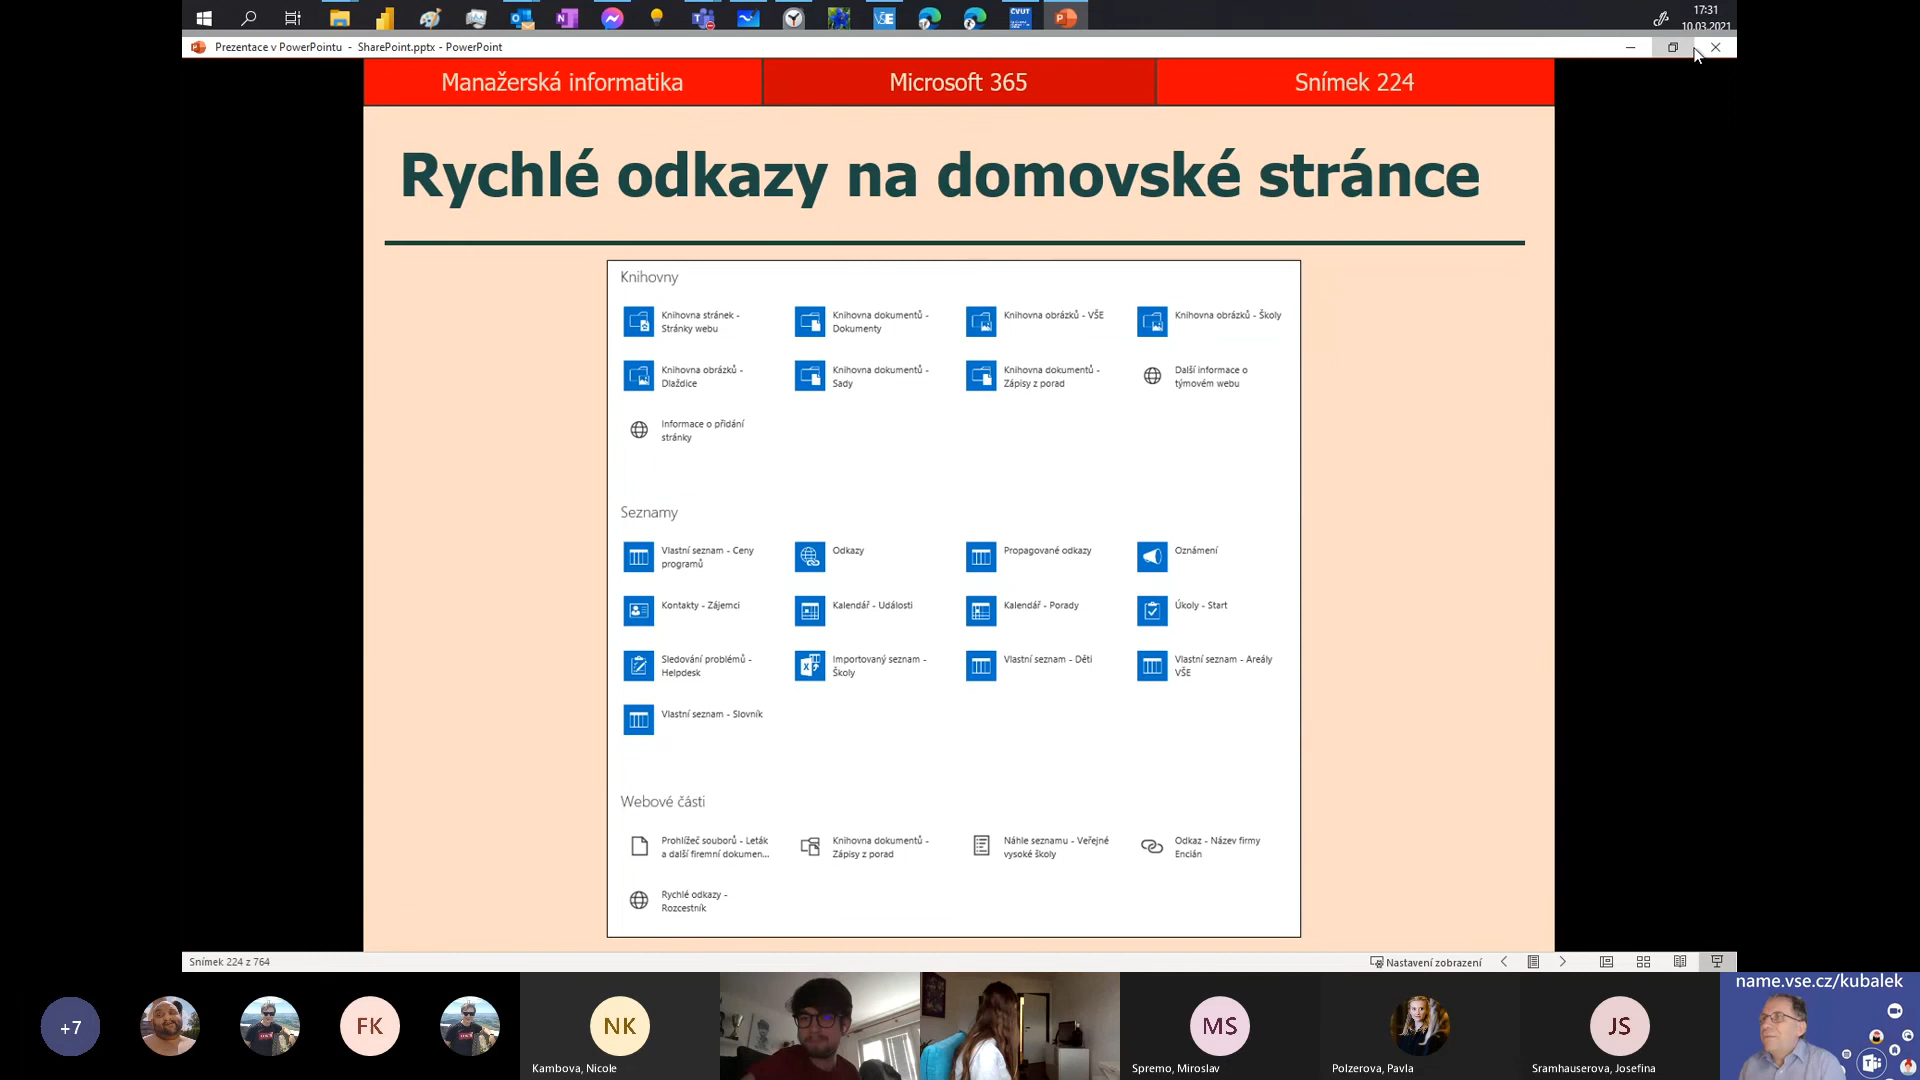 17:31
10.03.2021
Prezentace v PowerPointu - SharePoint.pptx - PowerPoint
Manažerská informatika
Microsoft 365
Snímek 224
Rychlé odkazy na domovské stránce
Knihovny
Knihovna stránek -
Stránky webu
Knihovna dokumentů -
Dokumenty
Knihovna obrázků - VŠE
Knihovna obrázků - Školy
Knihovna obrázků -
Dlaždice
Knihovna dokumentů -
Sady
Knihovna dokumentů -
Zápisy z porad
Další informace o
týmovém webu
Informace o přidání
stránky
Seznamy
Vlastní seznam - Ceny
programů
Odkazy
Propagované odkazy
Oznámení
Kontakty - Zájemci
Kalendář - Události
Kalendář - Porady
Úkoly - Start
Sledování problémů -
Helpdesk
Importovaný seznam -
Školy
Vlastní seznam - Děti
Vlastní seznam - Areály
VŠE
Vlastní seznam - Slovník
Webové části
Prohlížeč souborů - Leták
a další firemní dokumen...
Knihovna dokumentů -
Zápisy z porad
Náhle seznamu - Veřejné
vysoké školy
Odkaz - Název firmy
Encián
Rychlé odkazy -
Rozcestník
Snímek 224 z 764
Nastavení zobrazení
+7
FK
NK
Kambova, Nicole
MS
Spremo, Miroslav
Polzerova, Pavla
JS
Sramhauserova, Josefina
name.vse.cz/kubalek